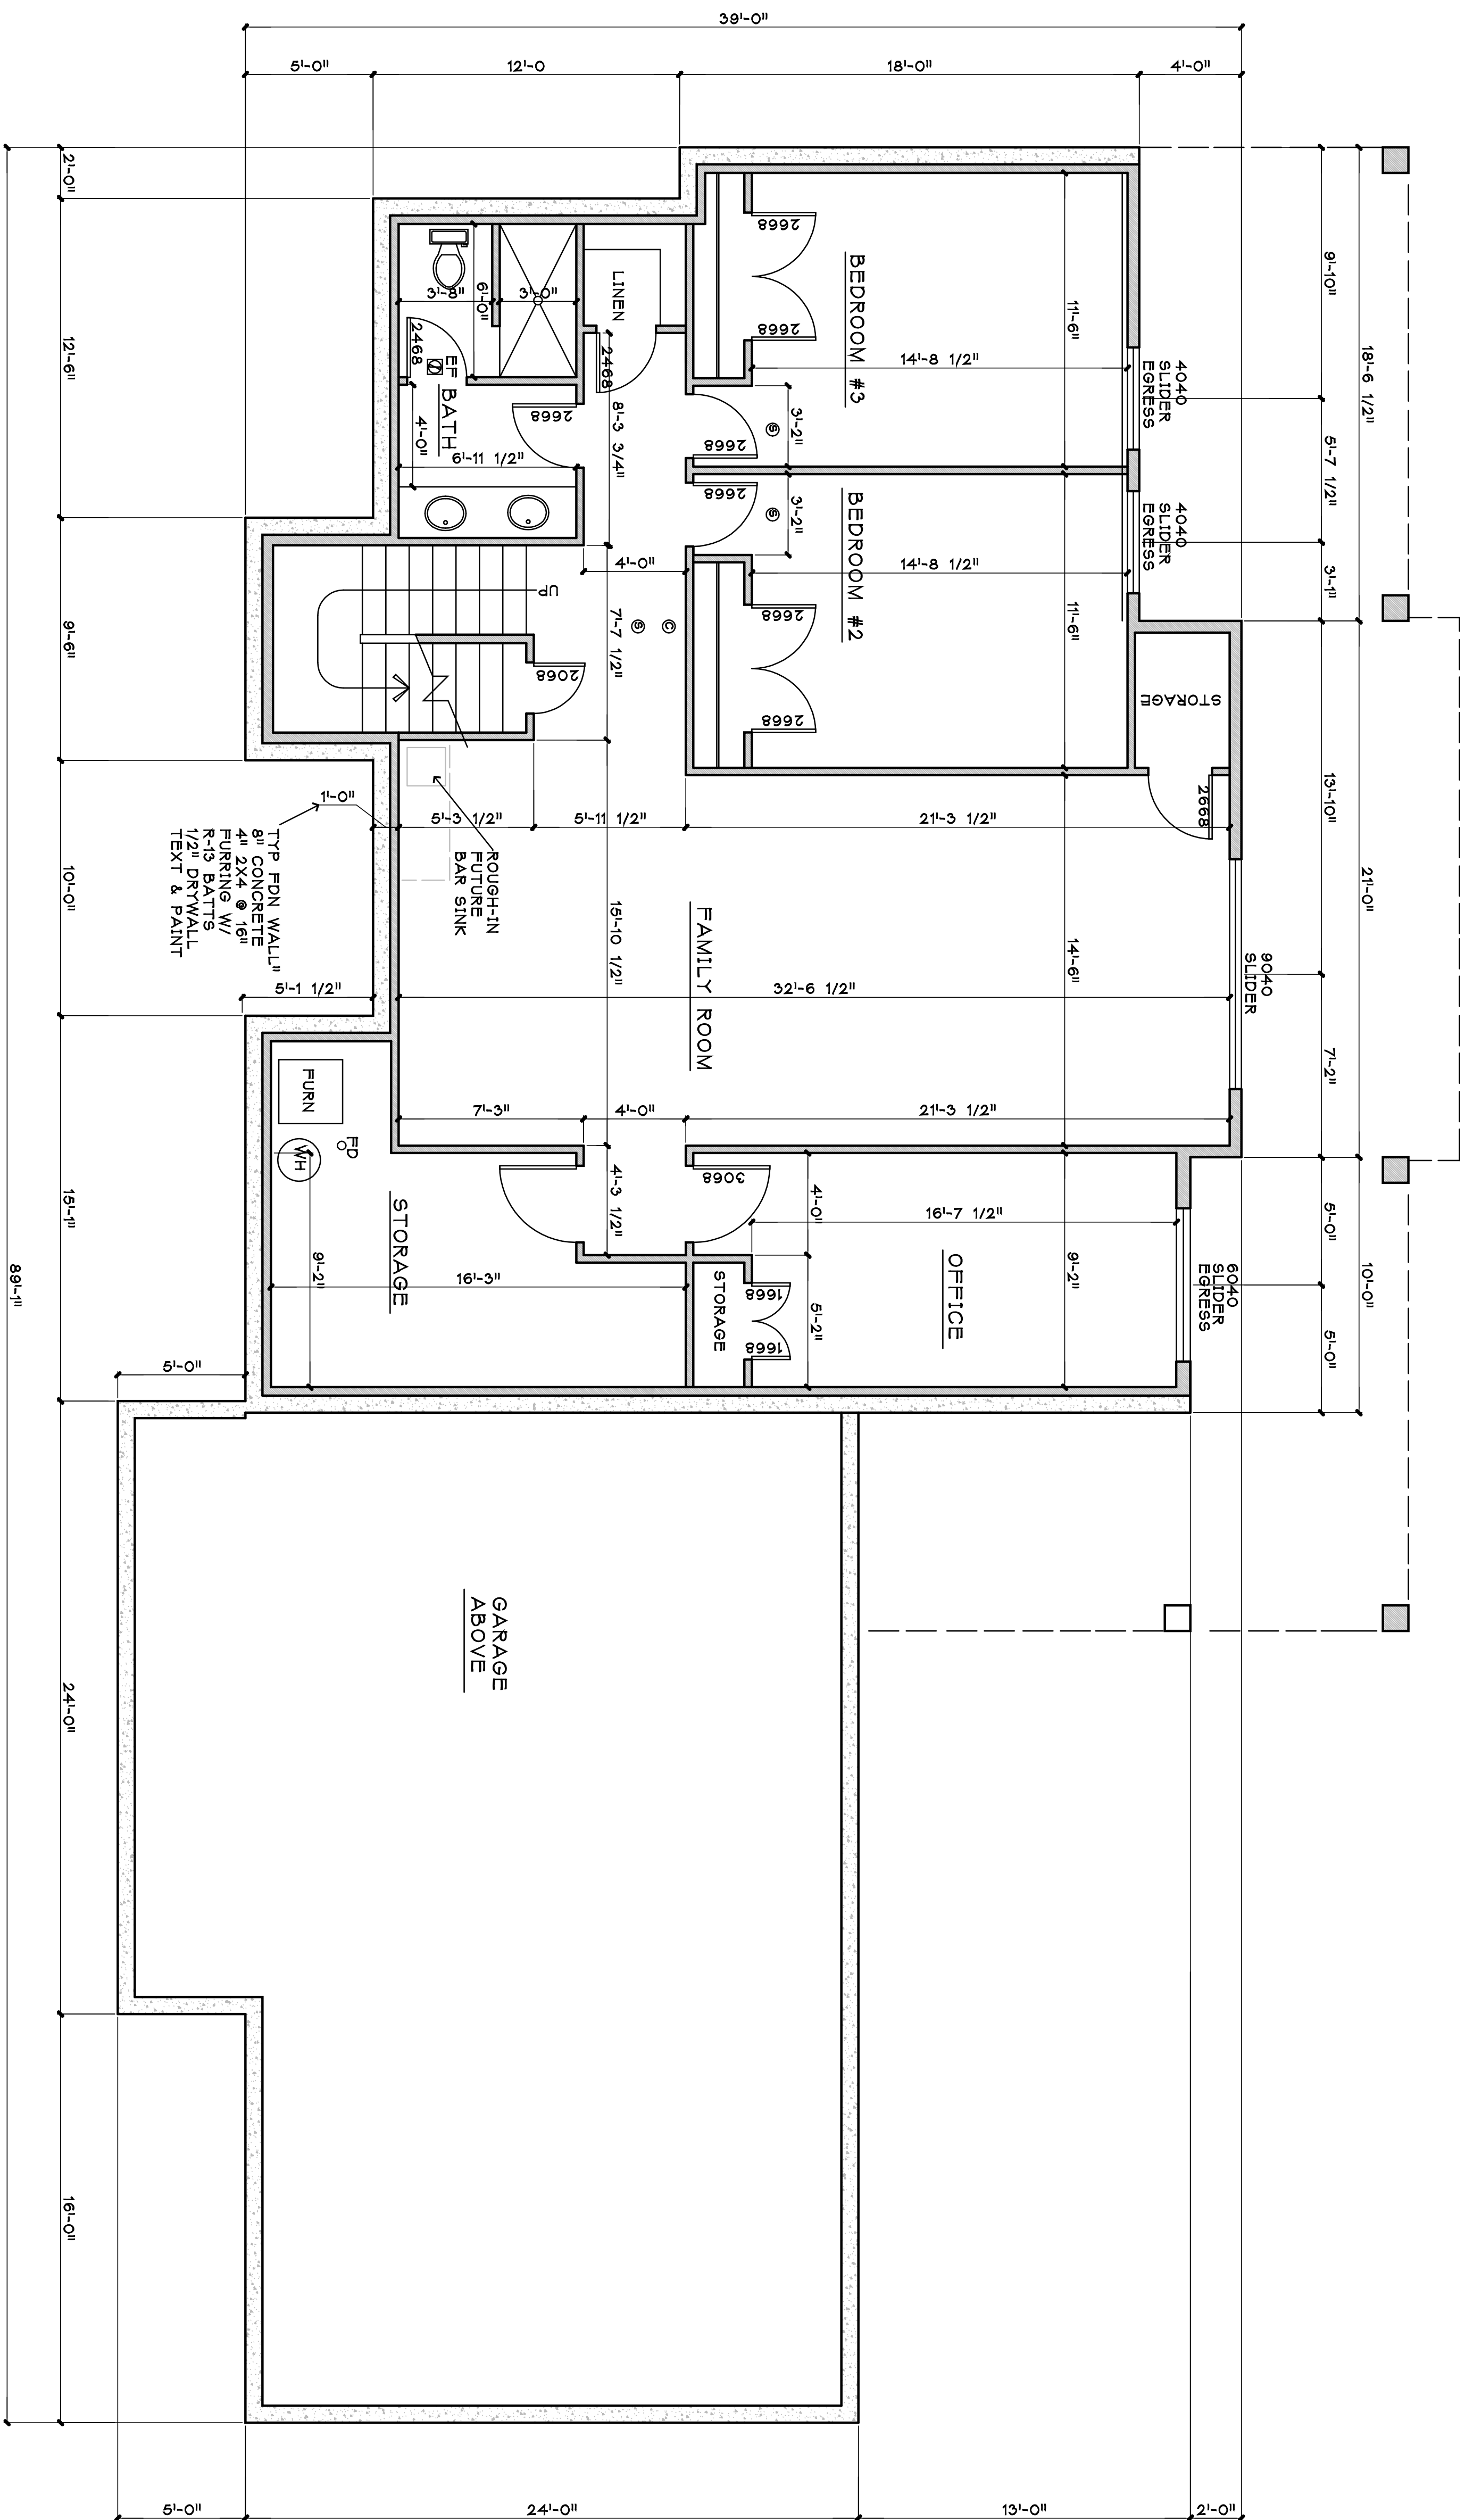 39'-0"
5'-0"
12'-0
18'-0"
4'-0"
18'-6 1/2"
21'-0"
10'-0"
9'-10"
5'-7 1/2"
3'-1"
13'-10"
7'-2"
5'-0"
5'-0"
4040
SLIDER
EGRESS
4040
SLIDER
EGRESS
9040
SLIDER
6040
SLIDER
EGRESS
BEDROOM #3
11'-6"
14'-8 1/2"
3'-2"
2668
2668
2668
S
BEDROOM #2
11'-6"
14'-8 1/2"
3'-2"
2668
2668
2668
S
STORAGE
2668
LINEN
2468
8'-3 3/4"
3'-8"
6'-0"
3'-0"
2468
EF
BATH
4'-0"
6'-11 1/2"
2668
4'-0"
7'-7 1/2"
S
C
UP
2068
1'-0"
5'-3 1/2"
5'-11 1/2"
21'-3 1/2"
ROUGH-IN
FUTURE
BAR SINK
15'-10 1/2"
FAMILY ROOM
14'-6"
32'-6 1/2"
TYP FDN WALL"
8" CONCRETE
4" 2X4 @ 16"
FURRING W/
R-13 BATTS
1/2" DRYWALL
TEXT & PAINT
5'-1 1/2"
7'-3"
4'-0"
21'-3 1/2"
FURN
FD
WH
STORAGE
9'-2"
16'-3"
4'-3 1/2"
3068
4'-0"
16'-7 1/2"
OFFICE
9'-2"
STORAGE
1668
1668
5'-2"
GARAGE
ABOVE
5'-0"
2'-0"
12'-6"
9'-6"
10'-0"
15'-1"
24'-0"
16'-0"
89'-1"
5'-0"
24'-0"
13'-0"
2'-0"